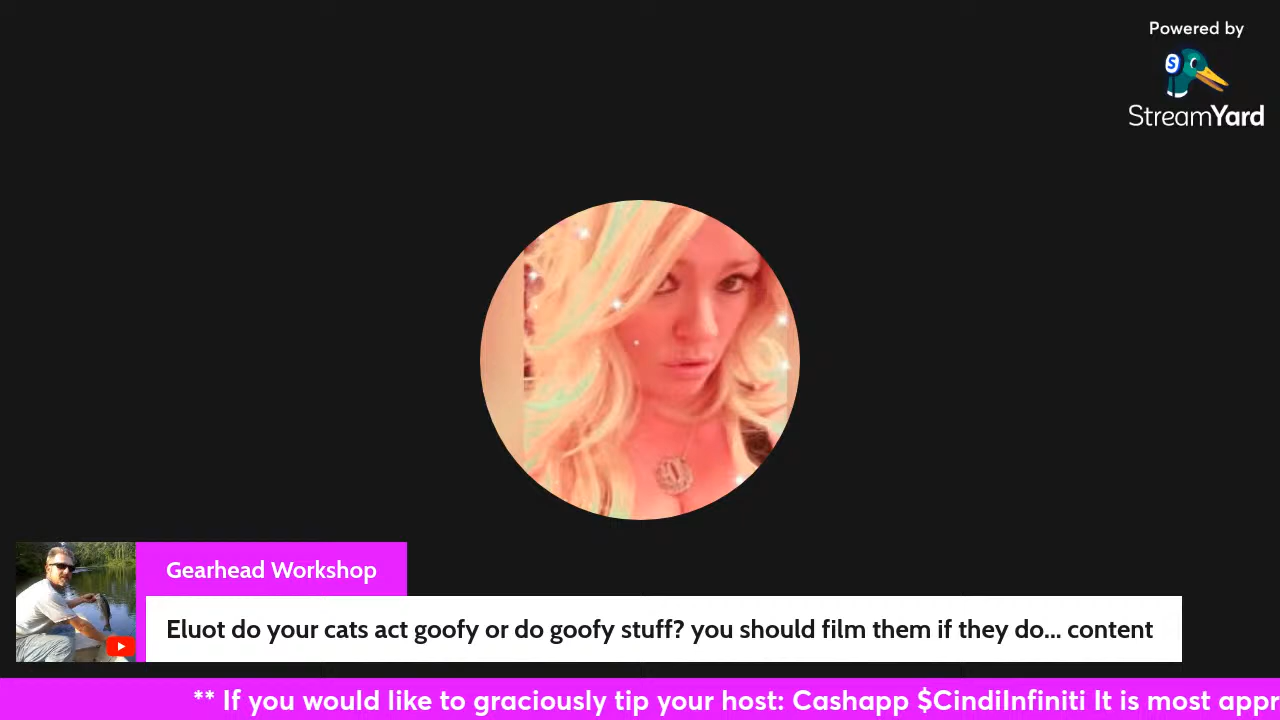 Powered by
S
StreamYard
Gearhead Workshop
Eluot do your cats act goofy or do goofy stuff? you should film them if they do... content
** If you would like to graciously tip your host: Cashapp $CindiInfiniti It is most appr